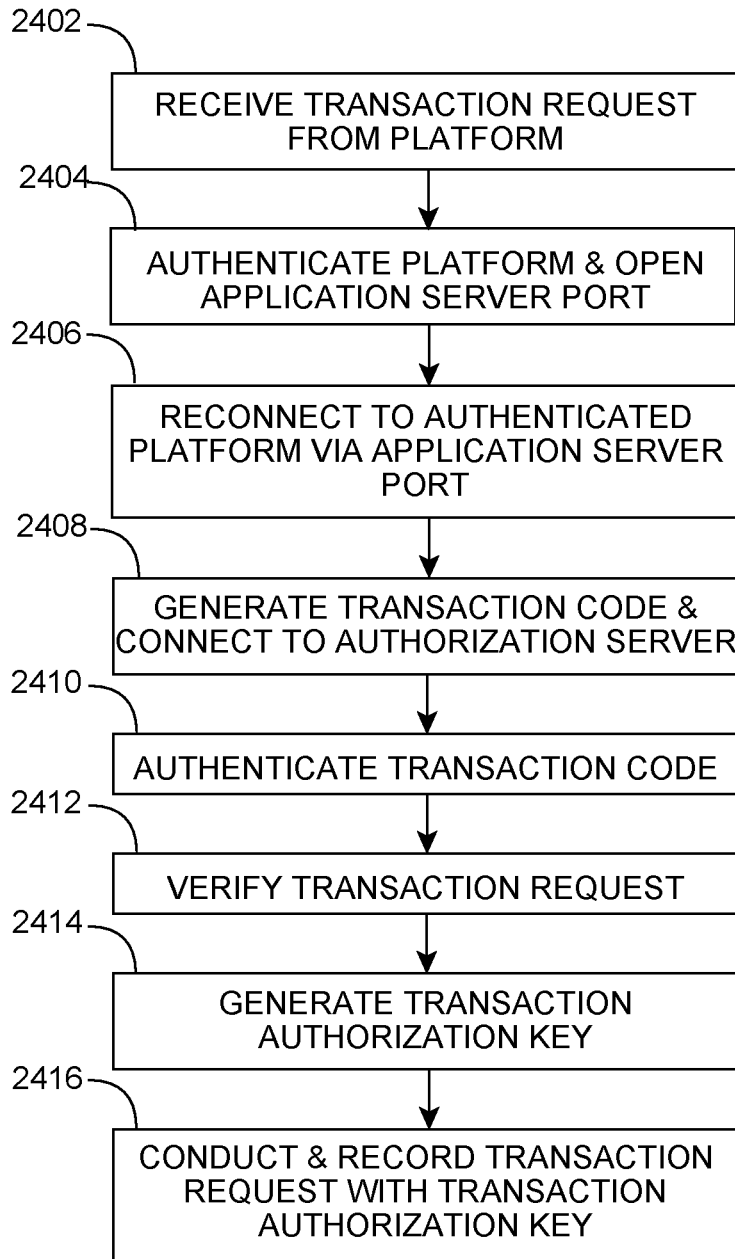 2402
RECEIVE TRANSACTION REQUEST
FROM PLATFORM
2404
AUTHENTICATE PLATFORM & OPEN
APPLICATION SERVER PORT
2406
RECONNECT TO AUTHENTICATED
PLATFORM VIA APPLICATION SERVER
PORT
2408
GENERATE TRANSACTION CODE &
CONNECT TO AUTHORIZATION SERVER
2410
AUTHENTICATE TRANSACTION CODE
2412
VERIFY TRANSACTION REQUEST
2414
GENERATE TRANSACTION
AUTHORIZATION KEY
2416
CONDUCT & RECORD TRANSACTION
REQUEST WITH TRANSACTION
AUTHORIZATION KEY